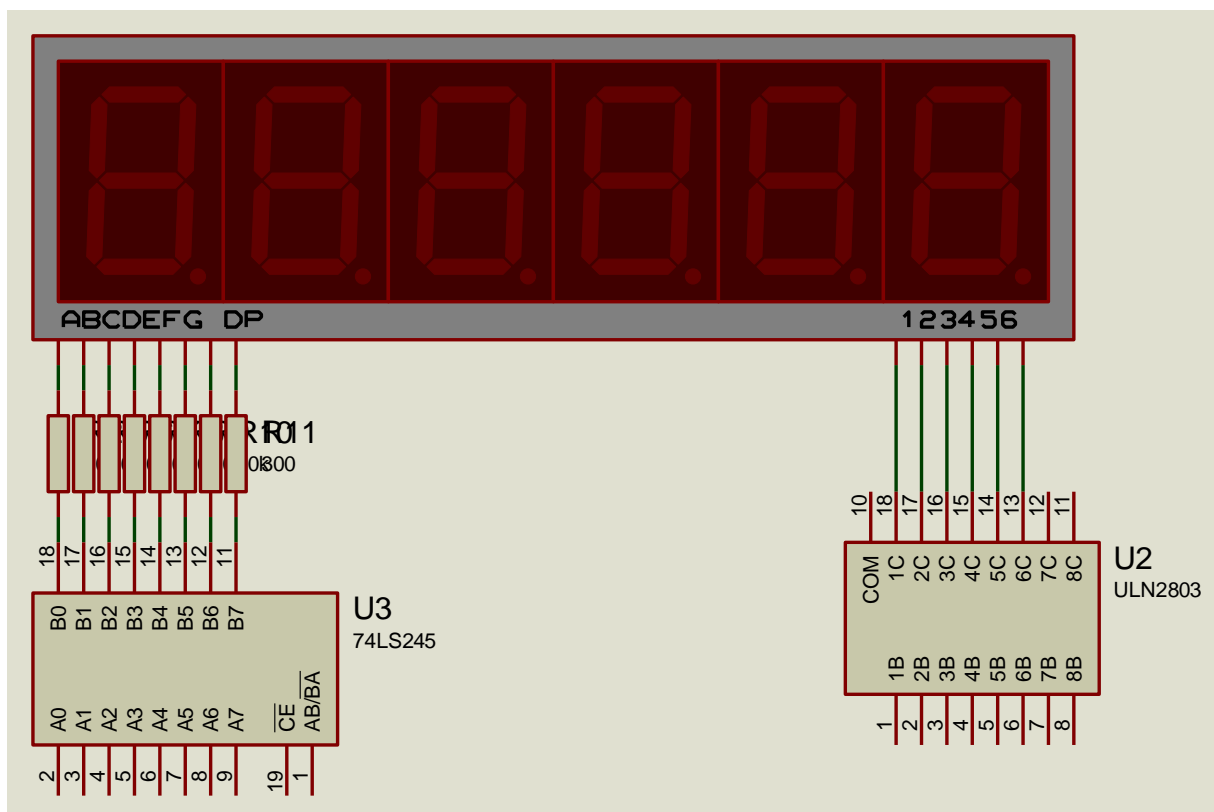 ABCDEFG DP
123456
R11
300
10 18 17 16 15 14 13 12 11
COM 1C 2C 3C 4C 5C 6C 7C 8C
U2
ULN2803
1B 2B 3B 4B 5B 6B 7B 8B
1 2 3 4 5 6 7 8
18 17 16 15 14 13 12 11
B0 B1 B2 B3 B4 B5 B6 B7
U3
74LS245
A0 A1 A2 A3 A4 A5 A6 A7 CE AB/BA
2 3 4 5 6 7 8 9 19 1